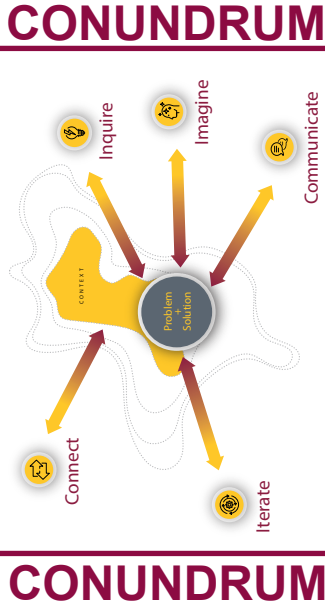 CONUNDRUM
Inquire
Imagine
Communicate
CONTEXT
Problem
+
Solution
Connect
Iterate
CONUNDRUM